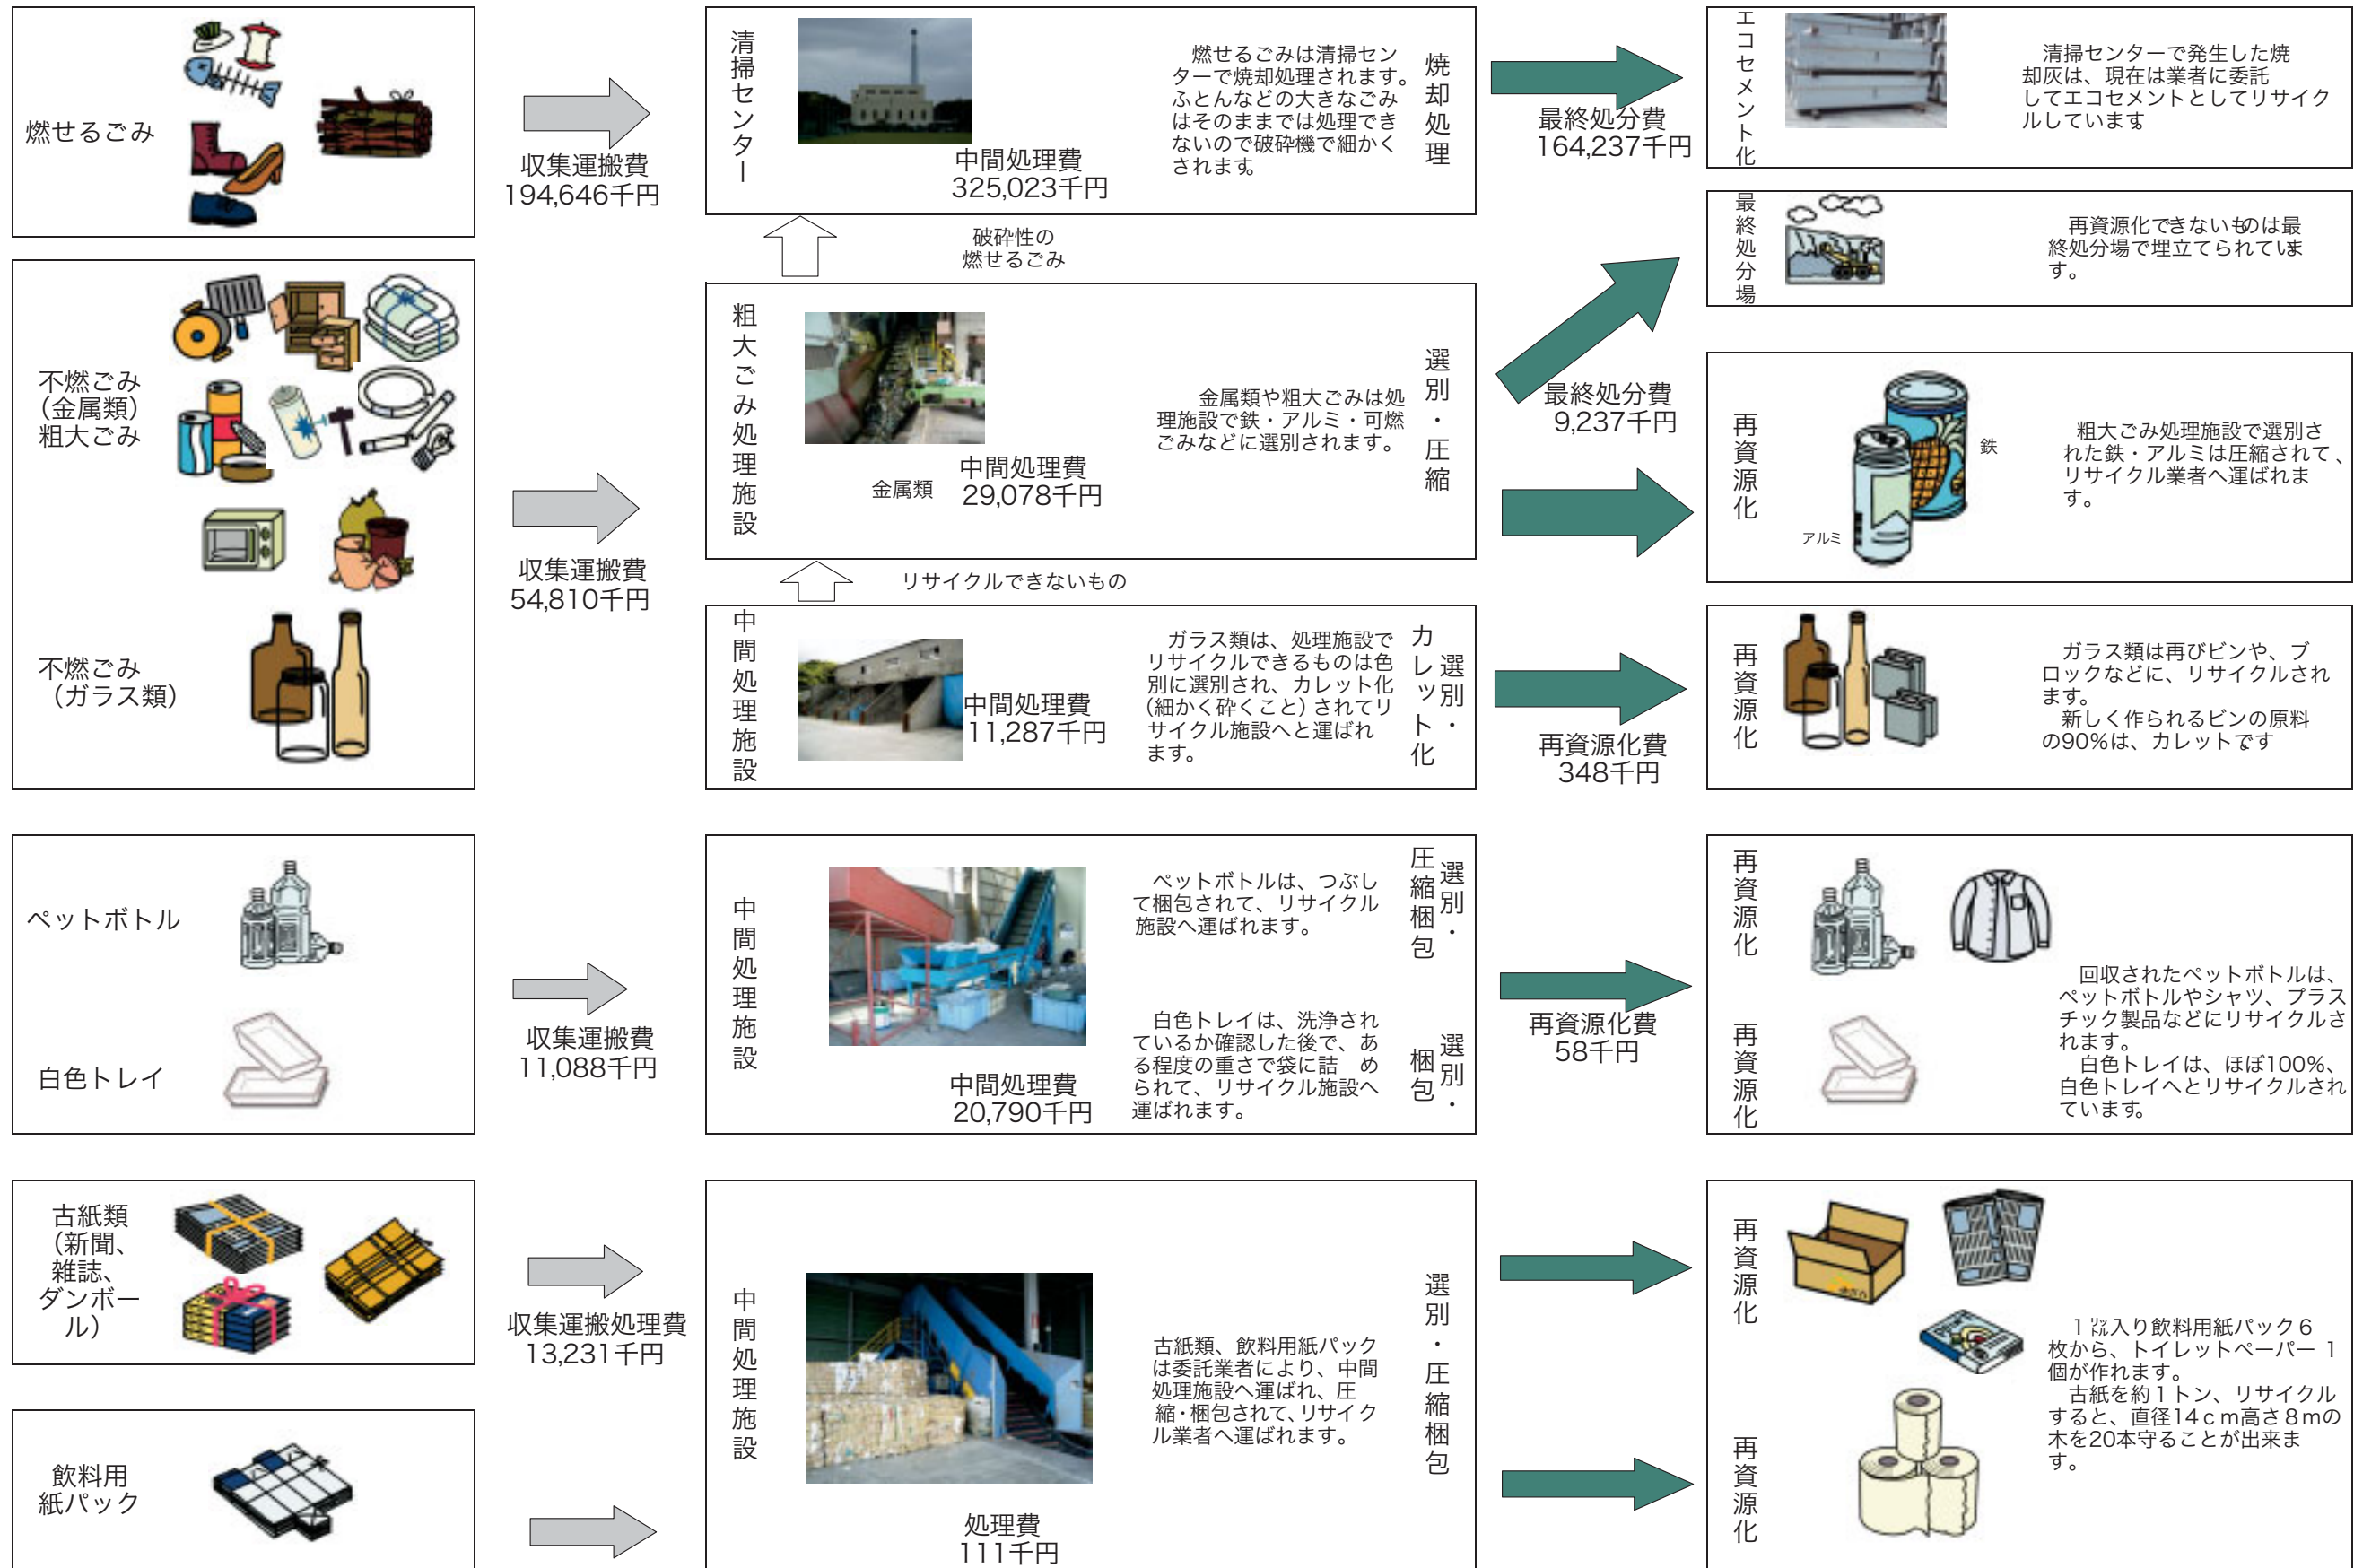 燃せるごみ
収集運搬費
194,646千円
清掃センター
中間処理費
325,023千円
燃せるごみは清掃セン
ターで焼却処理されます。
ふとんなどの大きなごみ
はそのままでは処理でき
ないので破砕機で細かく
されます。
焼却処理
最終処分費
164,237千円
エコセメント化
清掃センターで発生した焼
却灰は、現在は業者に委託
してエコセメントとしてリサイク
ルしています。
破砕性の
燃せるごみ
最終処分場
再資源化できないものは最
終処分場で埋立てられていま
す。
不燃ごみ
(金属類)
粗大ごみ
不燃ごみ
(ガラス類)
収集運搬費
54,810千円
粗大ごみ処理施設
金属類
中間処理費
29,078千円
金属類や粗大ごみは処
理施設で鉄・アルミ・可燃
ごみなどに選別されます。
選別・圧縮
最終処分費
9,237千円
再資源化
鉄
アルミ
粗大ごみ処理施設で選別さ
れた鉄・アルミは圧縮されて、
リサイクル業者へ運ばれま
す。
リサイクルできないもの
中間処理施設
中間処理費
11,287千円
ガラス類は、処理施設で
リサイクルできるものは色
別に選別され、カレット化
(細かく砕くこと)されてリ
サイクル施設へと運ばれ
ます。
選別・
カレット化
再資源化費
348千円
再資源化
ガラス類は再びビンや、ブ
ロックなどに、リサイクルされ
ます。
新しく作られるビンの原料
の90%は、カレットです。
ペットボトル
白色トレイ
収集運搬費
11,088千円
中間処理施設
中間処理費
20,790千円
ペットボトルは、つぶし
て梱包されて、リサイクル
施設へ運ばれます。
選別・
圧縮梱包
白色トレイは、洗浄され
ているか確認した後で、あ
る程度の重さで袋に詰め
られて、リサイクル施設へ
運ばれます。
選別・
梱包
再資源化費
58千円
再資源化
再資源化
回収されたペットボトルは、
ペットボトルやシャツ、プラス
チック製品などにリサイクルさ
れます。
白色トレイは、ほぼ100%、
白色トレイへとリサイクルされ
ています。
古紙類
(新聞、
雑誌、
ダンボー
ル)
収集運搬処理費
13,231千円
飲料用
紙パック
中間処理施設
処理費
111千円
古紙類、飲料用紙パック
は委託業者により、中間
処理施設へ運ばれ、圧
縮・梱包されて、リサイク
ル業者へ運ばれます。
選別・圧縮梱包
再資源化
再資源化
1㍑入り飲料用紙パック6
枚から、トイレットペーパー1
個が作れます。
古紙を約1トン、リサイクル
すると、直径14cm高さ8mの
木を20本守ることが出来ま
す。